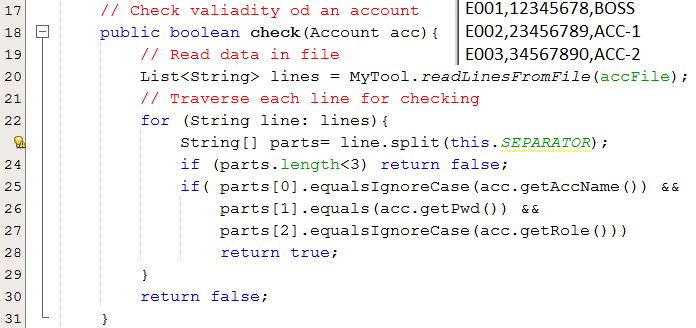 17 // Check valiadity od an account
18 public boolean check(Account acc){
19 // Read data in file
20 List<String> lines = MyTool.readLinesFromFile(accFile);
21 // Traverse each line for checking
22 for (String line: lines){
String[] parts= line.split(this.SEPARATOR);
24 if (parts.length<3) return false;
25 if( parts[0].equalsIgnoreCase(acc.getAccName()) &&
26 parts[1].equals(acc.getPwd()) &&
27 parts[2].equalsIgnoreCase(acc.getRole()))
28 return true;
29 }
30 return false;
31 }
E001,12345678,BOSS
E002,23456789,ACC-1
E003,34567890,ACC-2